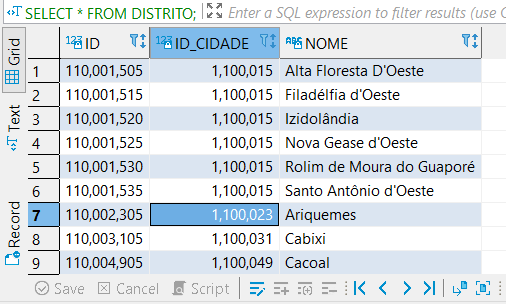 SELECT * FROM DISTRITO;
Enter a SQL expression to filter results (use C
Grid
Text
Record
123 ID 123 ID_CIDADE ABC NOME
1 110,001,505 1,100,015 Alta Floresta D'Oeste
2 110,001,515 1,100,015 Filadélfia d'Oeste
3 110,001,520 1,100,015 Izidolândia
4 110,001,525 1,100,015 Nova Gease d'Oeste
5 110,001,530 1,100,015 Rolim de Moura do Guaporé
6 110,001,535 1,100,015 Santo Antônio d'Oeste
7 110,002,305 1,100,023 Ariquemes
8 110,003,105 1,100,031 Cabixi
9 110,004,905 1,100,049 Cacoal
Save Cancel Script